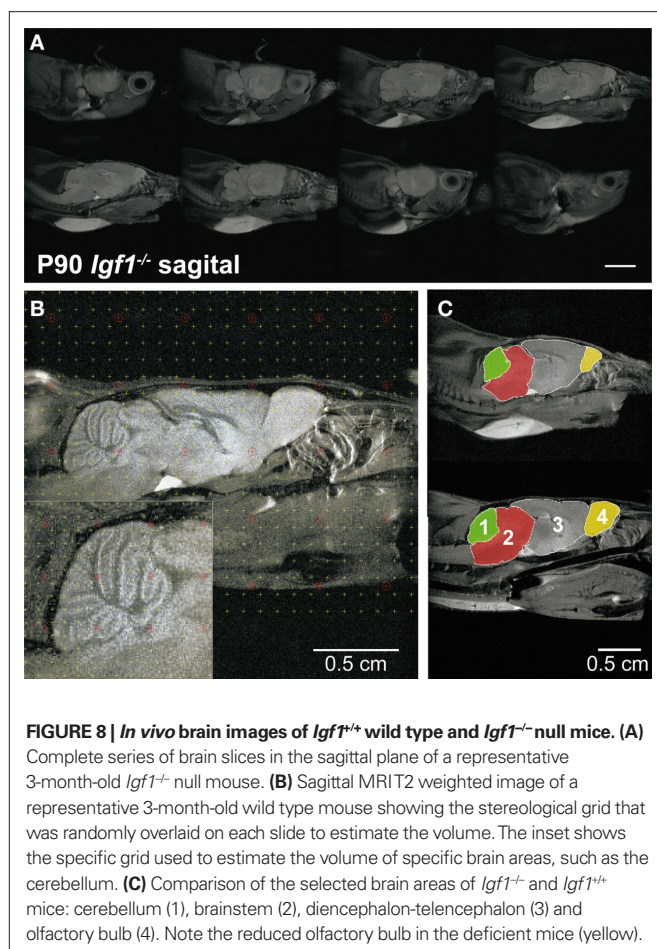 A
P90 Igf1-/- sagital
B
C
1
2
3
4
0.5 cm
0.5 cm
FIGURE 8 | In vivo brain images of Igf1+/+ wild type and Igf1–/– null mice. (A)
Complete series of brain slices in the sagittal plane of a representative
3-month-old Igf1–/– null mouse. (B) Sagittal MRI T2 weighted image of a
representative 3-month-old wild type mouse showing the stereological grid that
was randomly overlaid on each slide to estimate the volume. The inset shows
the specific grid used to estimate the volume of specific brain areas, such as the
cerebellum. (C) Comparison of the selected brain areas of Igf1–/– and Igf1+/+
mice: cerebellum (1), brainstem (2), diencephalon-telencephalon (3) and
olfactory bulb (4). Note the reduced olfactory bulb in the deficient mice (yellow).